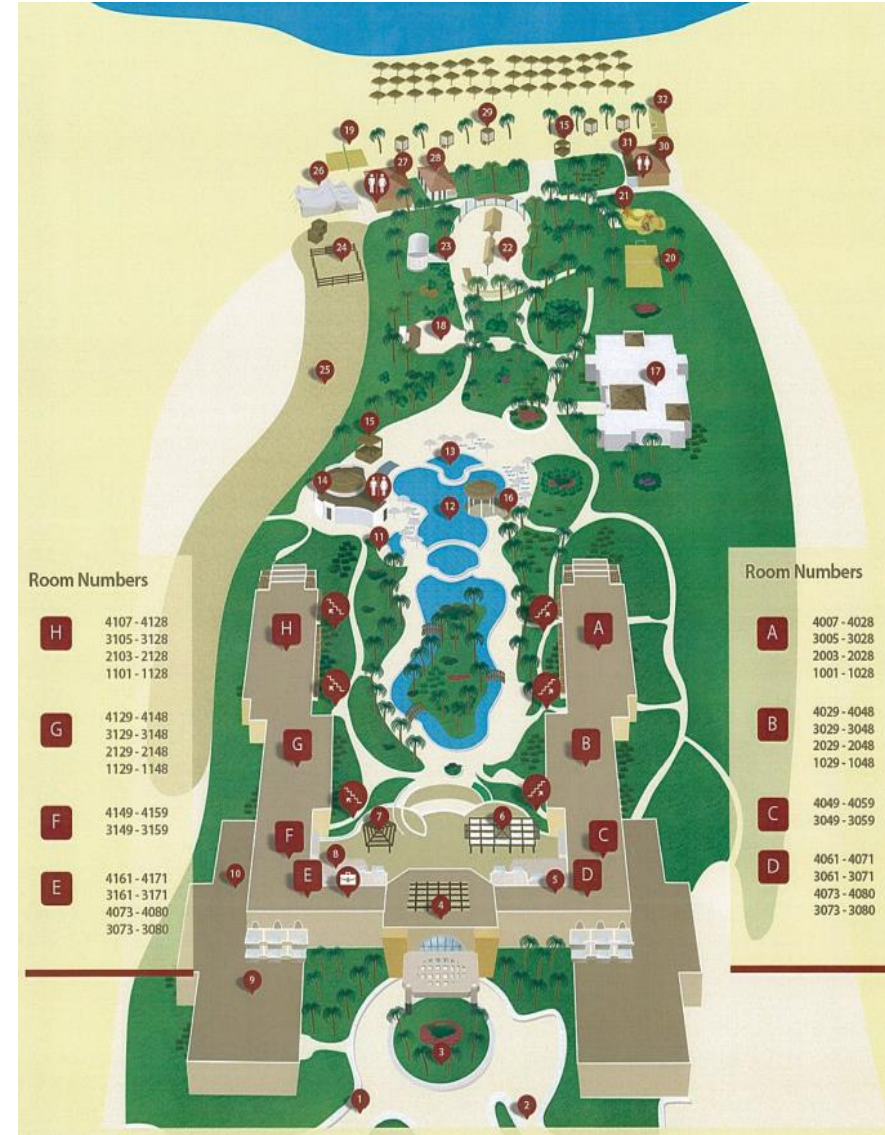 32
29
15
19
31
30
27
28
26
21
23
22
24
20
18
25
17
15
13
14
16
12
11
Room Numbers
H
4107 - 4128
3105 - 3128
2103 - 2128
1101 - 1128
G
4129 - 4148
3129 - 3148
2129 - 2148
1129 - 1148
F
4149 - 4159
3149 - 3159
E
4161 - 4171
3161 - 3171
4073 - 4080
3073 - 3080
H
A
G
B
7
6
F
C
8
10
E
D
5
4
9
3
1
2
Room Numbers
A
4007 - 4028
3005 - 3028
2003 - 2028
1001 - 1028
B
4029 - 4048
3029 - 3048
2029 - 2048
1029 - 1048
C
4049 - 4059
3049 - 3059
D
4061 - 4071
3061 - 3071
4073 - 4080
3073 - 3080